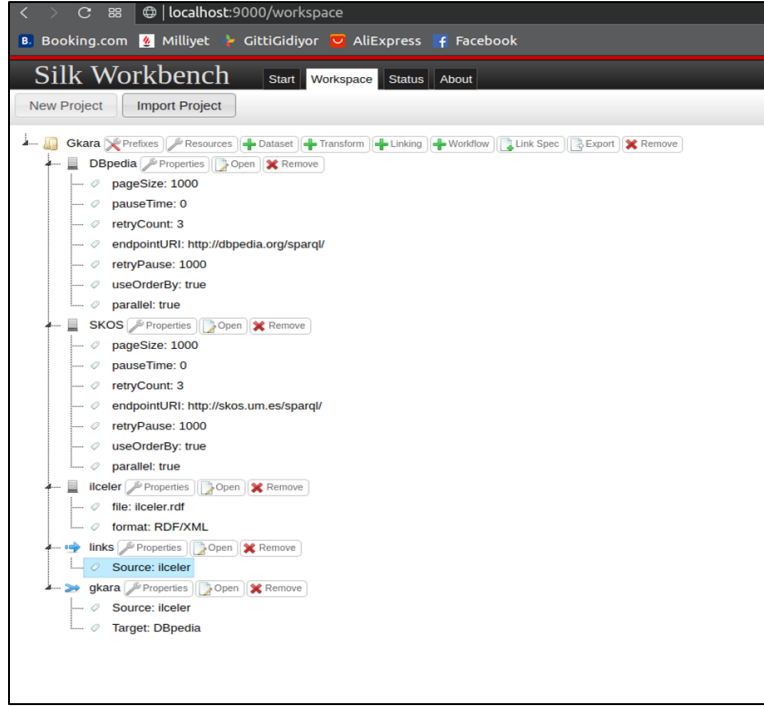 localhost:9000/workspace
B. Booking.com Milliyet GittiGidiyor AliExpress f Facebook
Silk Workbench Start Workspace Status About
New Project Import Project
Gkara Prefixes Resources Dataset Transform Linking Workflow Link Spec Export Remove
DBpedia Properties Open Remove
pageSize: 1000
pauseTime: 0
retryCount: 3
endpointURI: http://dbpedia.org/sparql/
retryPause: 1000
useOrderBy: true
parallel: true
SKOS Properties Open Remove
pageSize: 1000
pauseTime: 0
retryCount: 3
endpointURI: http://skos.um.es/sparql/
retryPause: 1000
useOrderBy: true
parallel: true
ilceler Properties Open Remove
file: ilceler.rdf
format: RDF/XML
links Properties Open Remove
Source: ilceler
gkara Properties Open Remove
Source: ilceler
Target: DBpedia